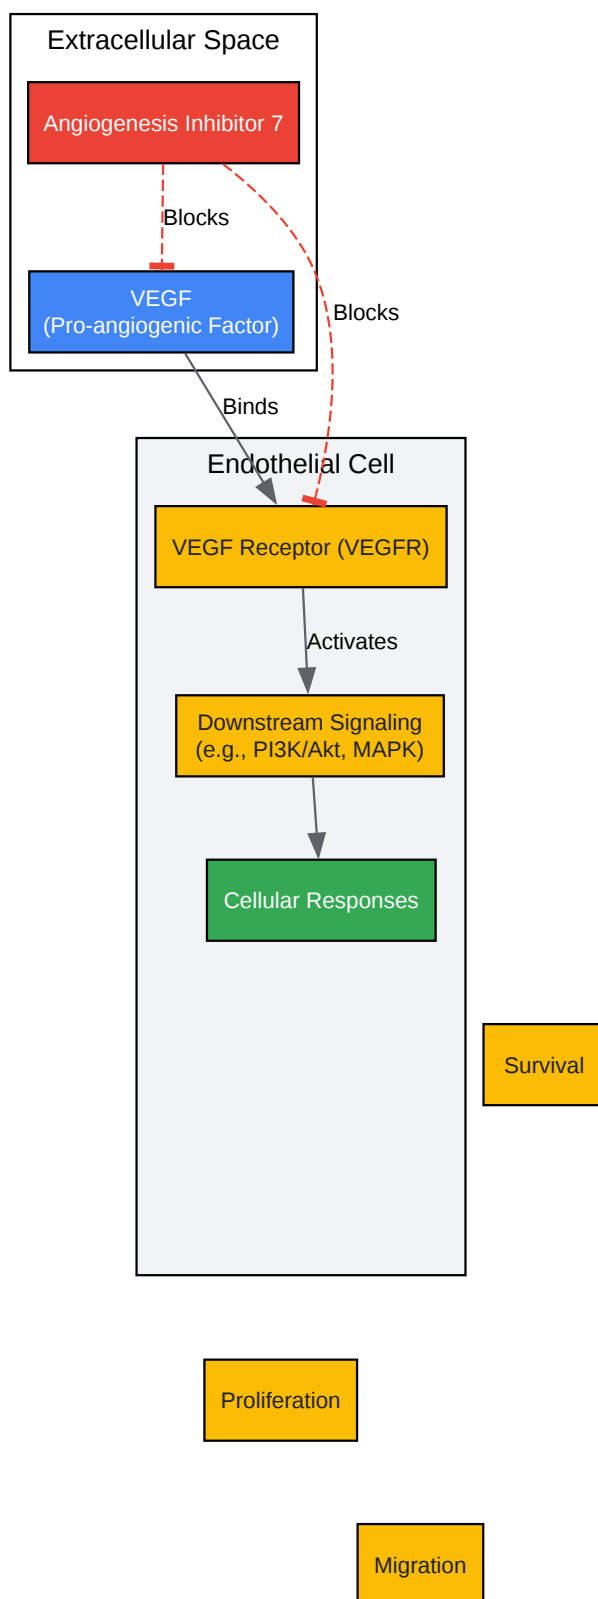 Extracellular Space
Angiogenesis Inhibitor 7
Blocks
VEGF
(Pro-angiogenic Factor)
Blocks
Binds
Endothelial Cell
VEGF Receptor (VEGFR)
Activates
Downstream Signaling
(e.g., PI3K/Akt, MAPK)
Cellular Responses
Survival
Proliferation
Migration